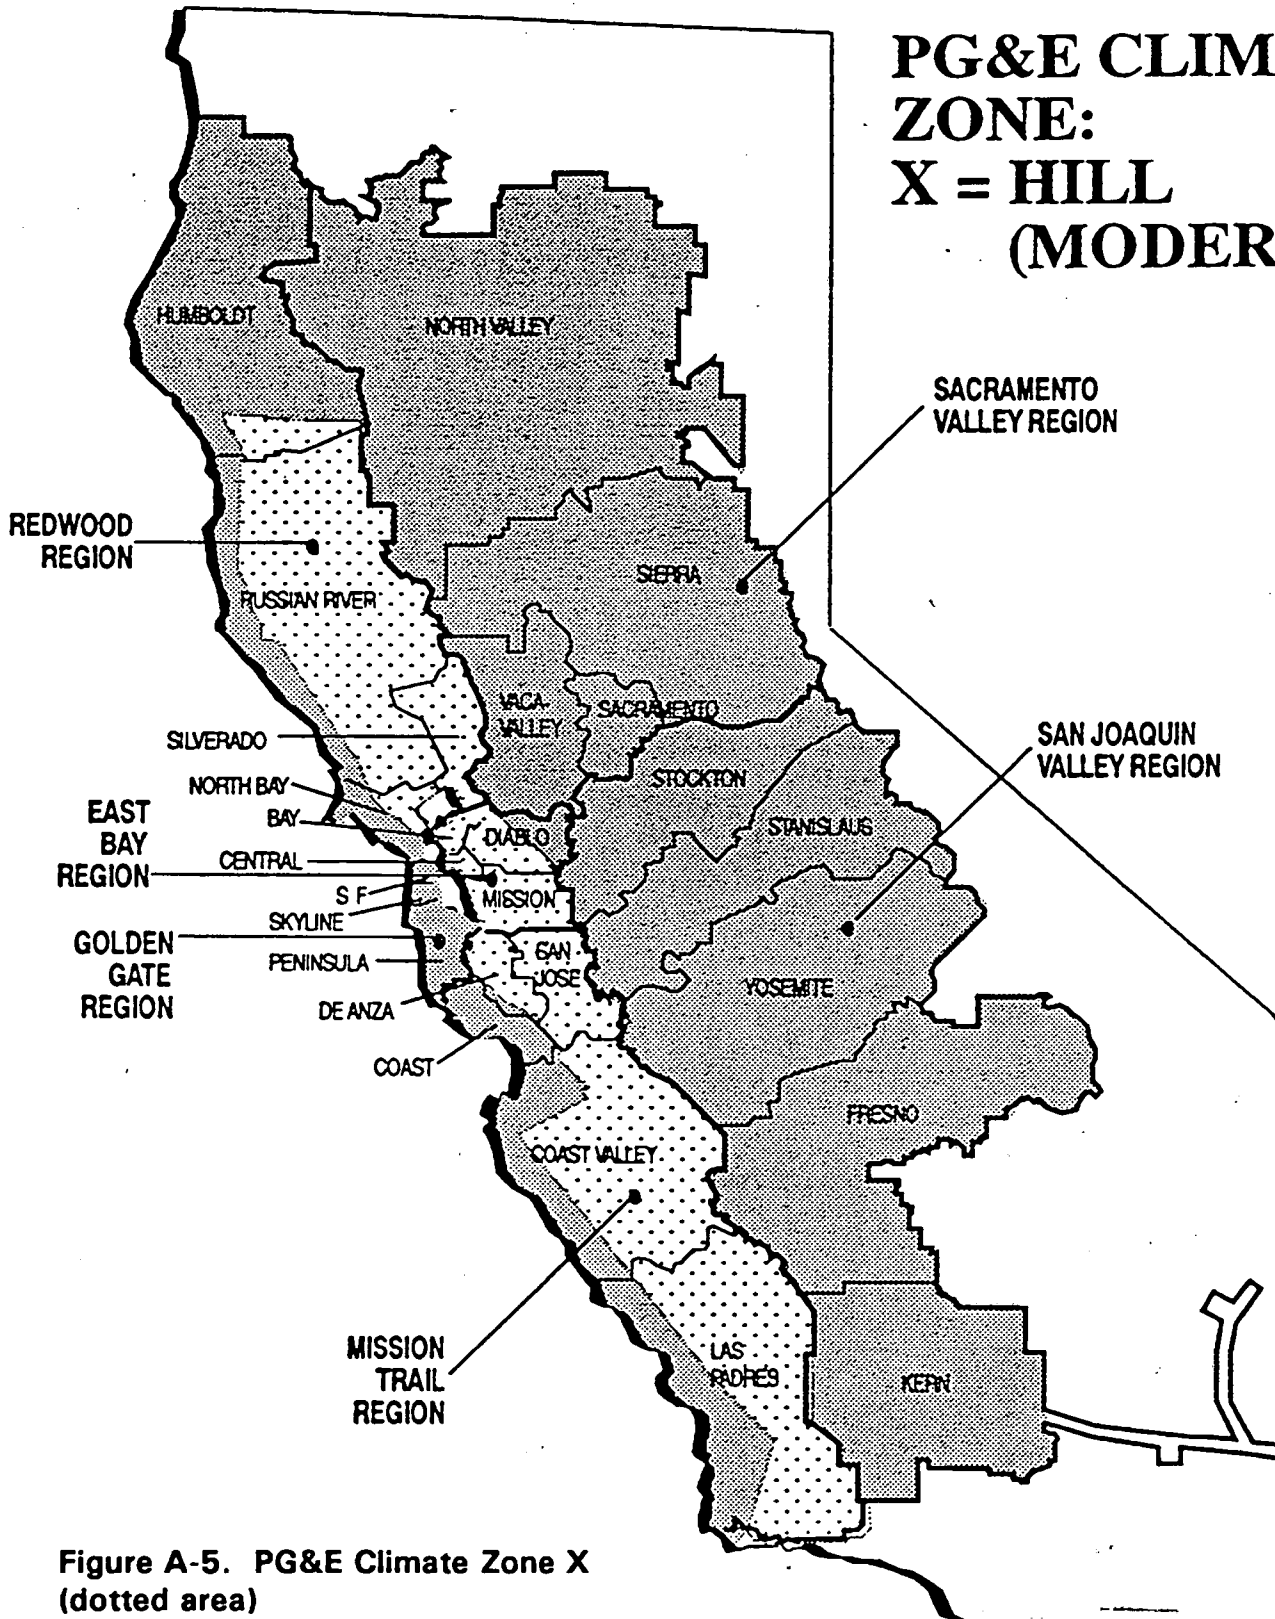 PG&E CLIM
ZONE:
X = HILL
(MODER
HUMBOLDT
NORTH VALLEY
SACRAMENTO
VALLEY REGION
REDWOOD
REGION
SIERRA
RUSSIAN RIVER
VACA-
VALLEY
SACRAMENTO
SILVERADO
STOCKTON
SAN JOAQUIN
VALLEY REGION
NORTH BAY
EAST
BAY
REGION
BAY
DIABLO
STANISLAUS
CENTRAL
S F
MISSION
SKYLINE
GOLDEN
GATE
REGION
PENINSULA
SAN
JOSE
YOSEMITE
DE ANZA
COAST
FRESNO
COAST VALLEY
MISSION
TRAIL
REGION
LAS
PADRES
KERN
Figure A-5. PG&E Climate Zone X
(dotted area)